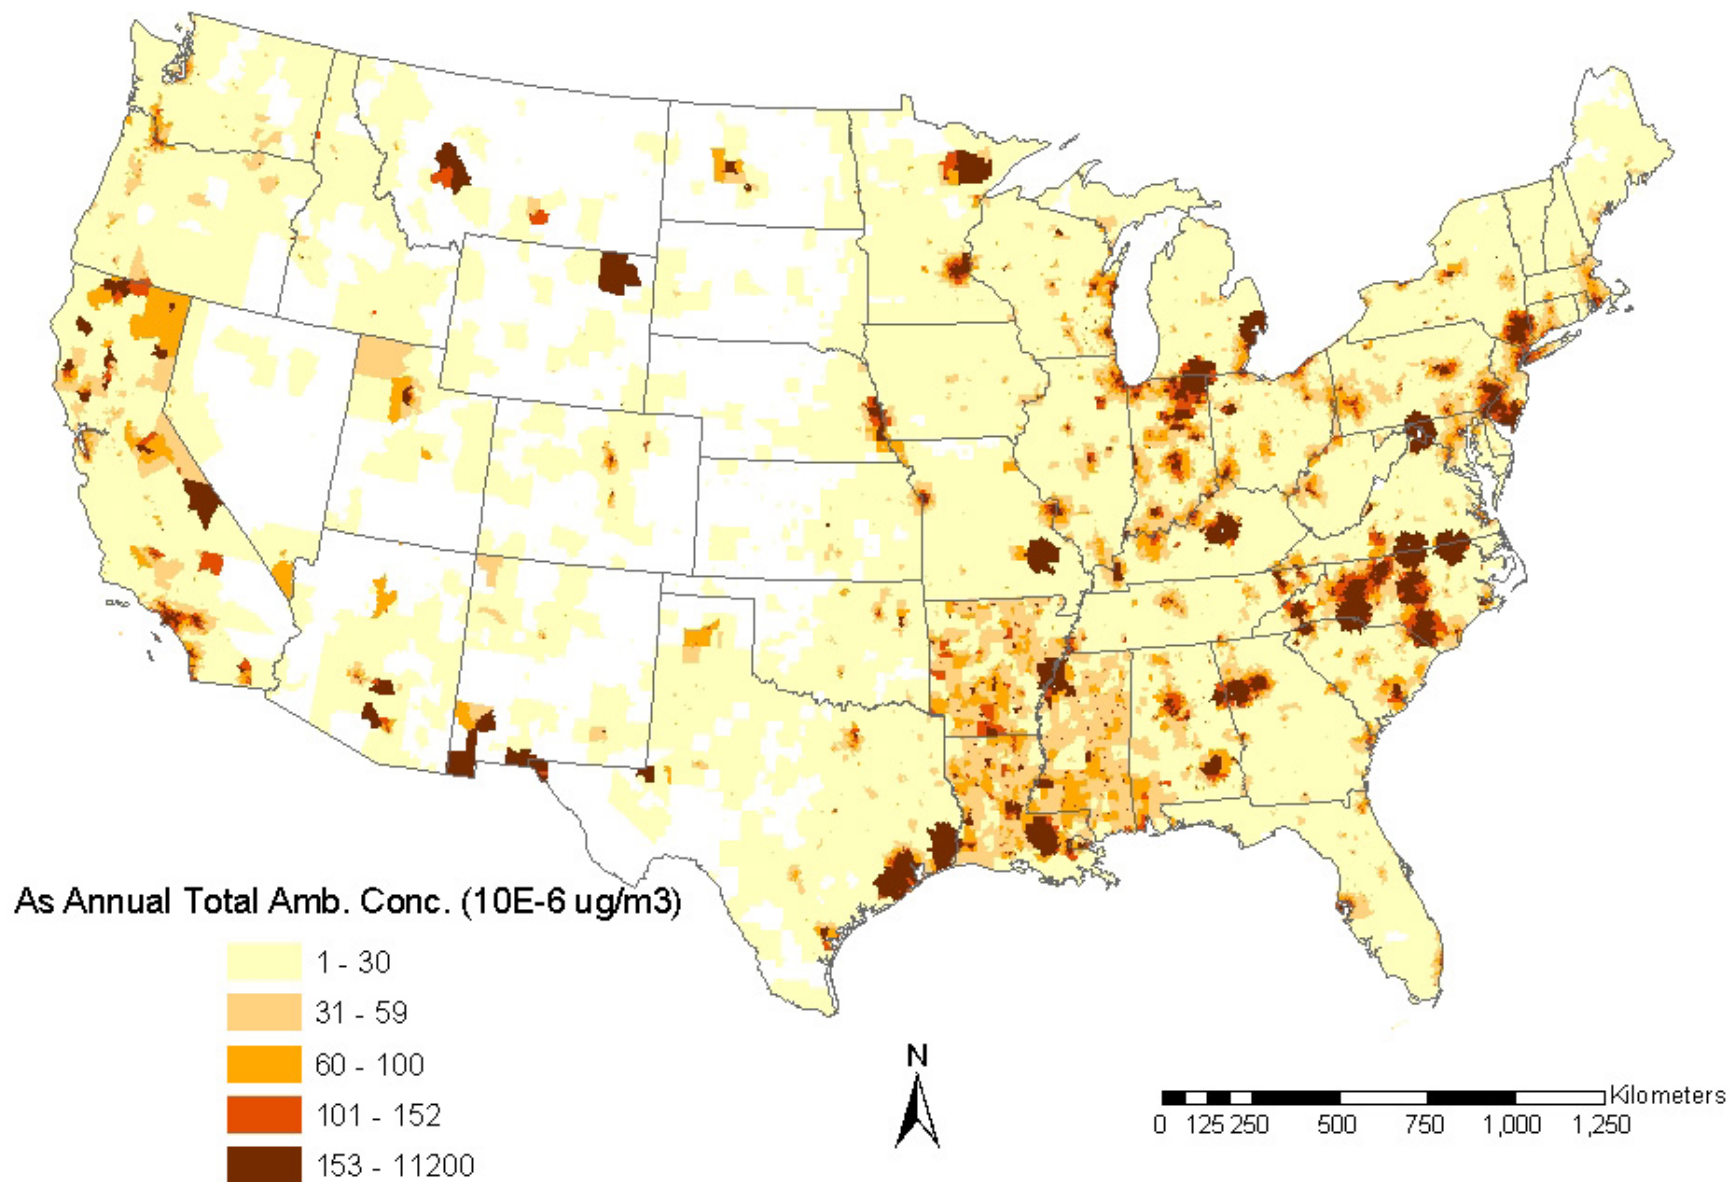 As Annual Total Amb. Conc. (10E-6 ug/m3)
1 - 30
31 - 59
60 - 100
101 - 152
153 - 11200
N
Kilometers
0 125 250 500 750 1,000 1,250